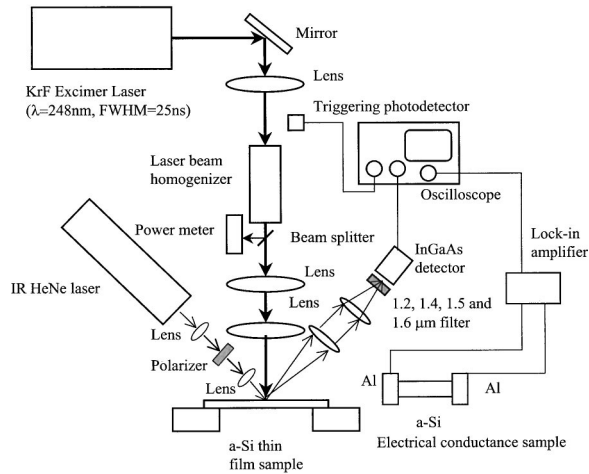 Mirror
Lens
KrF Excimer Laser
(λ=248nm, FWHM=25ns)
Triggering photodetector
Laser beam
homogenizer
Oscilloscope
Power meter
Beam splitter
InGaAs
detector
Lock-in
amplifier
IR HeNe laser
Lens
Lens
1.2, 1.4, 1.5 and
1.6 μm filter
Lens
Polarizer
Lens
Al
Al
a-Si thin
film sample
a-Si
Electrical conductance sample